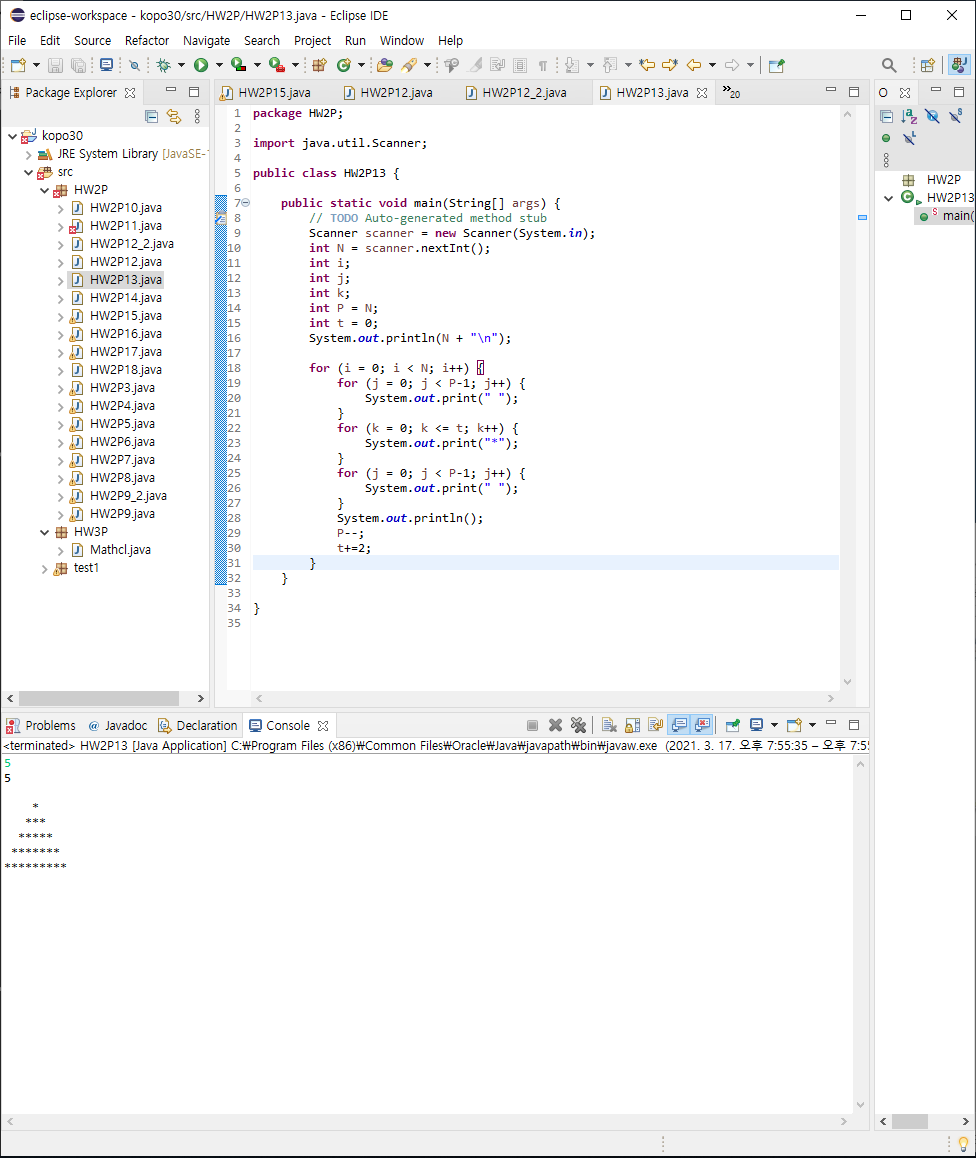 eclipse-workspace - kopo30/src/HW2P/HW2P13.java - Eclipse IDE
File Edit Source Refactor Navigate Search Project Run Window Help
Package Explorer
kopo30
JRE System Library [JavaSE-1
src
HW2P
HW2P10.java
HW2P11.java
HW2P12_2.java
HW2P12.java
HW2P13.java
HW2P14.java
HW2P15.java
HW2P16.java
HW2P17.java
HW2P18.java
HW2P3.java
HW2P4.java
HW2P5.java
HW2P6.java
HW2P7.java
HW2P8.java
HW2P9_2.java
HW2P9.java
HW3P
Mathcl.java
test1
HW2P15.java HW2P12.java HW2P12_2.java HW2P13.java »20
1 package HW2P;
2
3 import java.util.Scanner;
4
5 public class HW2P13 {
6
7     public static void main(String[] args) {
8         // TODO Auto-generated method stub
9         Scanner scanner = new Scanner(System.in);
10         int N = scanner.nextInt();
11         int i;
12         int j;
13         int k;
14         int P = N;
15         int t = 0;
16         System.out.println(N + "\n");
17
18         for (i = 0; i < N; i++) {
19             for (j = 0; j < P-1; j++) {
20                 System.out.print(" ");
21             }
22             for (k = 0; k <= t; k++) {
23                 System.out.print("*");
24             }
25             for (j = 0; j < P-1; j++) {
26                 System.out.print(" ");
27             }
28             System.out.println();
29             P--;
30             t+=2;
31         }
32     }
33
34 }
35
O
HW2P
HW2P13
main(
Problems @ Javadoc Declaration Console
<terminated> HW2P13 [Java Application] C:₩Program Files (x86)₩Common Files₩Oracle₩Java₩javapath₩bin₩javaw.exe (2021. 3. 17. 오후 7:55:35 – 오후 7:55
5
5
    *
   ***
  *****
 *******
*********